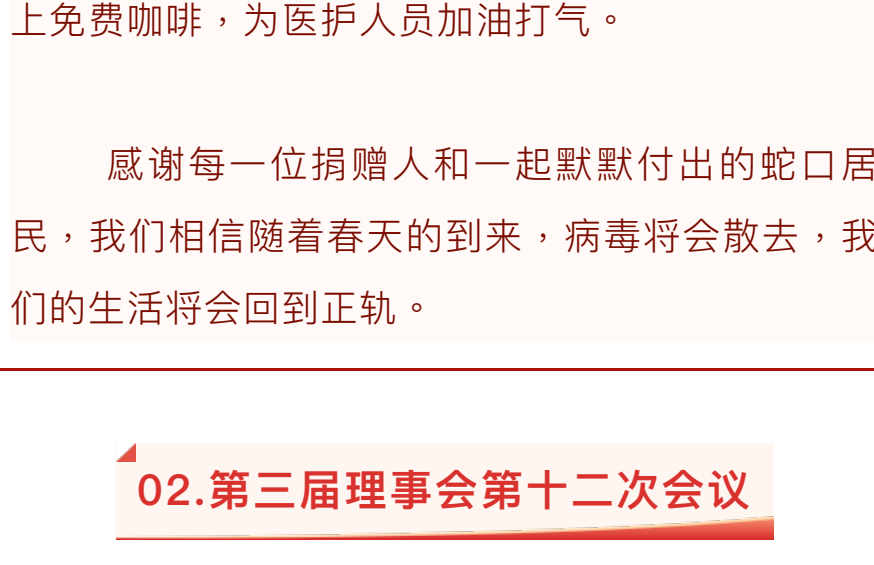 上免费咖啡，为医护人员加油打气。
感谢每一位捐赠人和一起默默付出的蛇口居
民，我们相信随着春天的到来，病毒将会散去，我
们的生活将会回到正轨。
02.第三届理事会第十二次会议